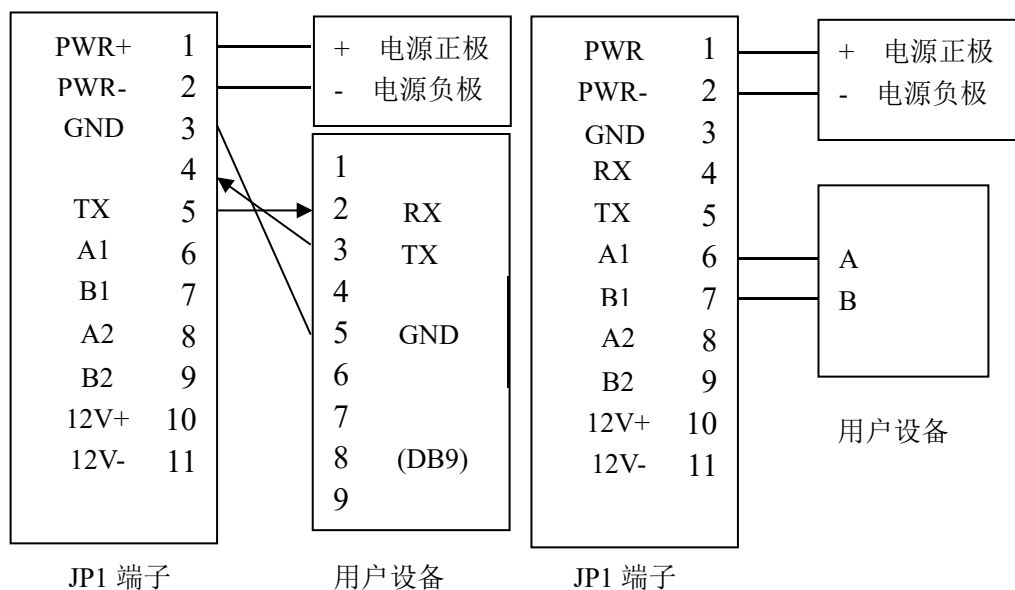 PWR+ 1
PWR- 2
GND 3
4
TX 5
A1 6
B1 7
A2 8
B2 9
12V+ 10
12V- 11
JP1 端子
+ 电源正极
- 电源负极
1
2 RX
3 TX
4
5 GND
6
7
8 (DB9)
9
用户设备
PWR 1
PWR- 2
GND 3
RX 4
TX 5
A1 6
B1 7
A2 8
B2 9
12V+ 10
12V- 11
JP1 端子
+ 电源正极
- 电源负极
A
B
用户设备